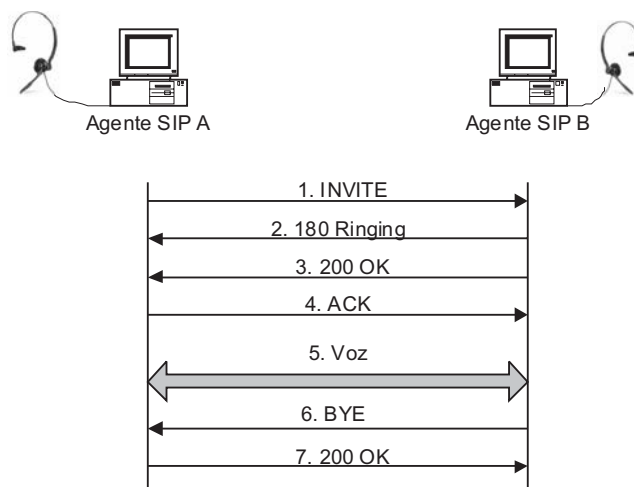 Agente SIP A
Agente SIP B
1. INVITE
2. 180 Ringing
3. 200 OK
4. ACK
5. Voz
6. BYE
7. 200 OK